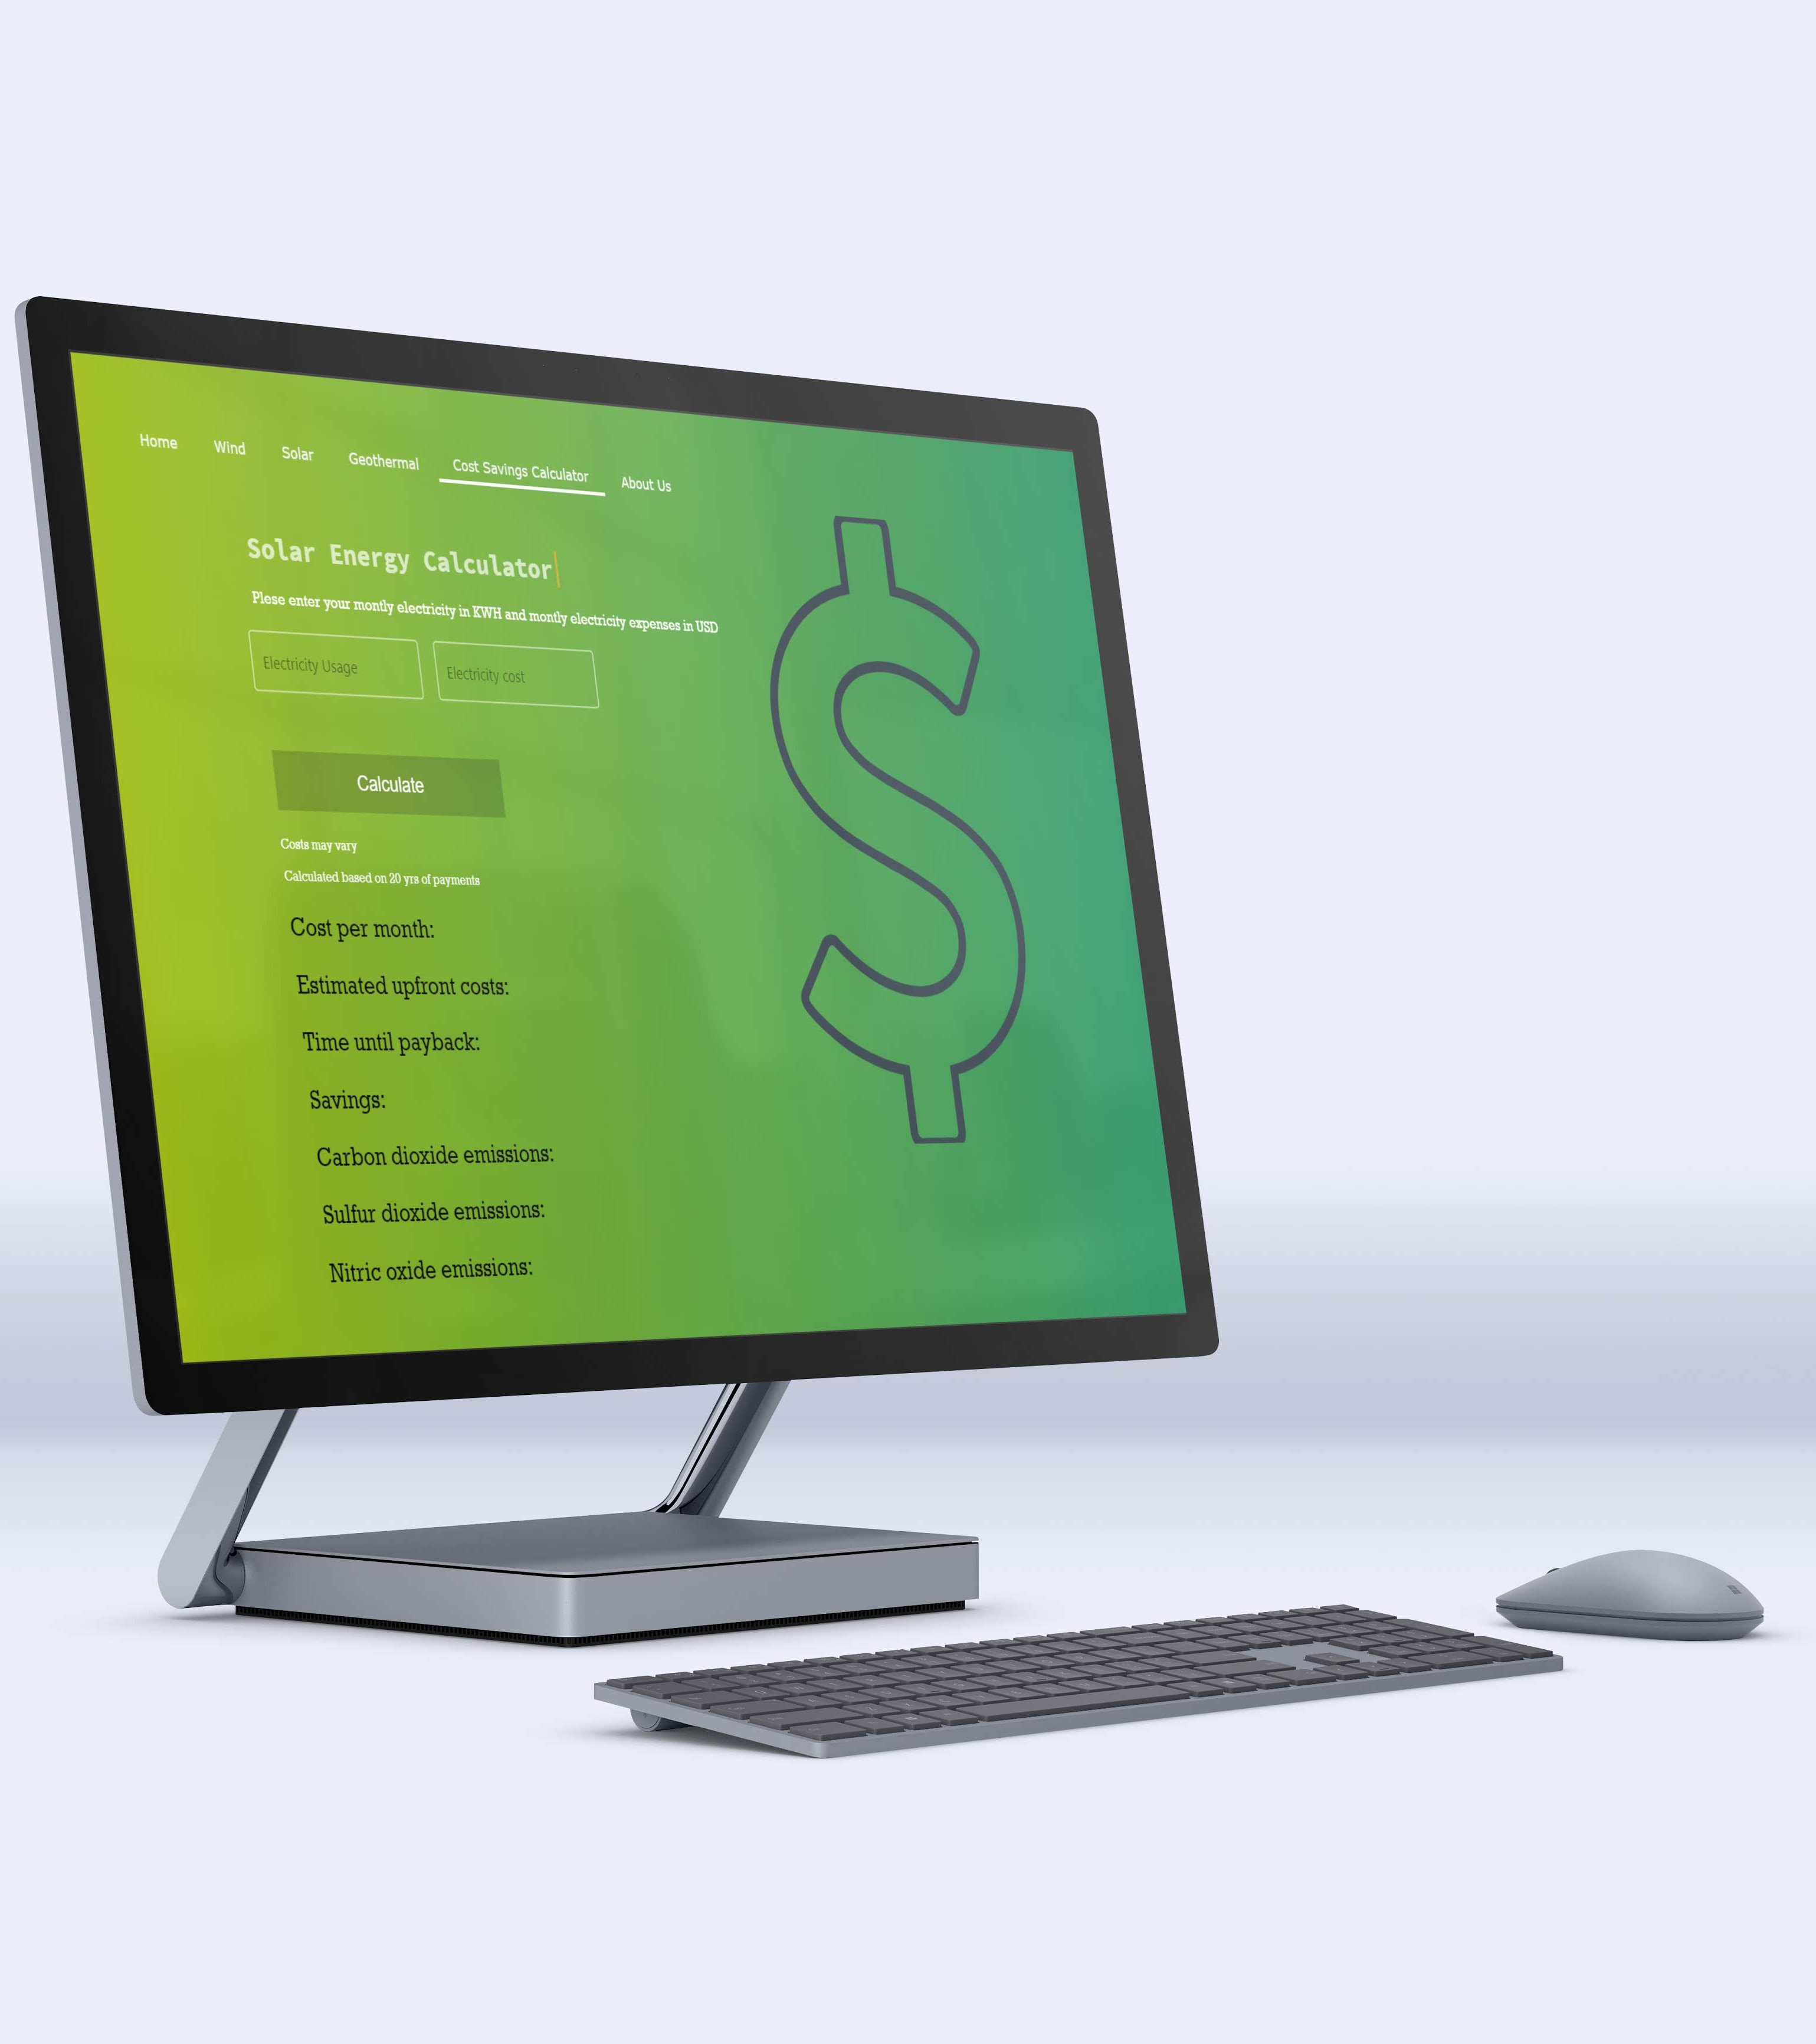 Home Wind Solar Geothermal Cost Savings Calculator About Us
Solar Energy Calculator
Plese enter your montly electricity in KWH and montly electricity expenses in USD
Electricity Usage Electricity cost
Calculate
Costs may vary
Calculated based on 20 yrs of payments
Cost per month:
Estimated upfront costs:
Time until payback:
Savings:
Carbon dioxide emissions:
Sulfur dioxide emissions:
Nitric oxide emissions:
$